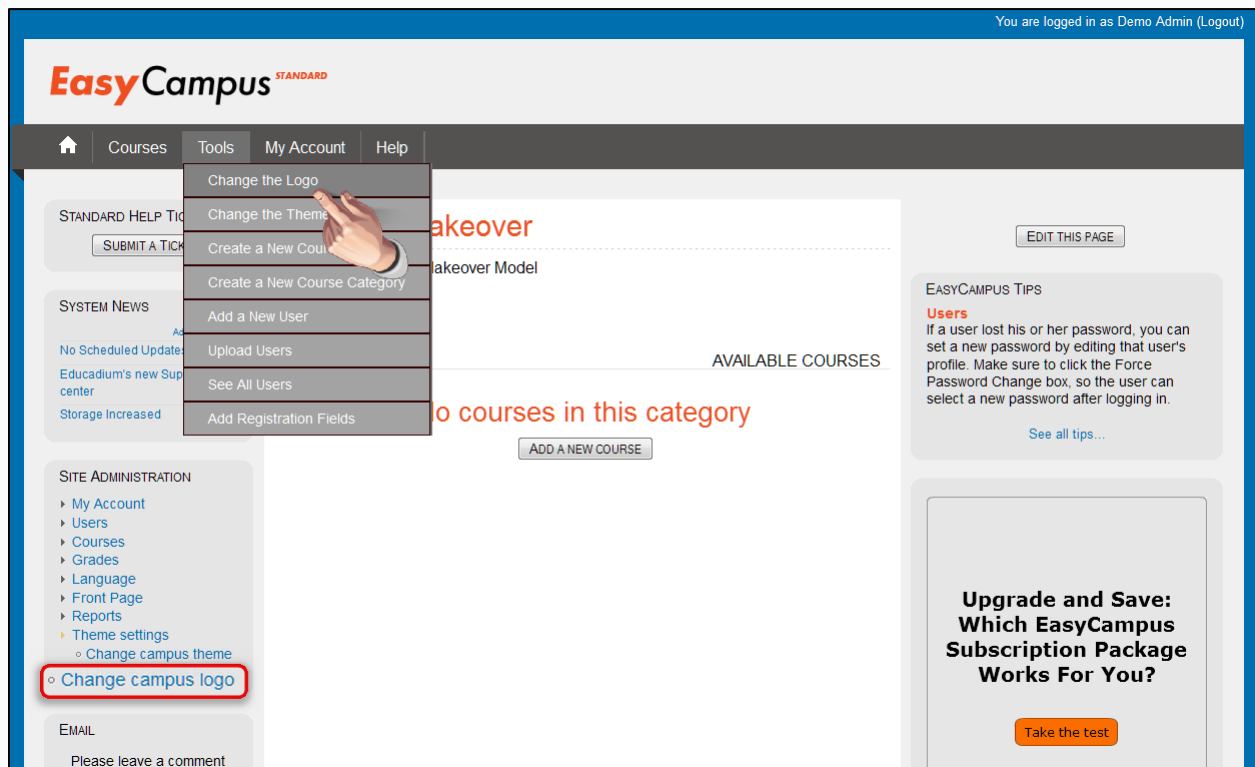 You are logged in as Demo Admin (Logout)
EasyCampus STANDARD
Courses Tools My Account Help
Change the Logo
Change the Theme
Create a New Cou
Create a New Course Category
Add a New User
Upload Users
See All Users
Add Registration Fields
STANDARD HELP TIC
SUBMIT A TICK
SYSTEM NEWS
Ad
No Scheduled Updates
Educadium's new Sup
center
Storage Increased
SITE ADMINISTRATION
My Account
Users
Courses
Grades
Language
Front Page
Reports
Theme settings
Change campus theme
Change campus logo
EMAIL
Please leave a comment
akeover
Makeover Model
AVAILABLE COURSES
o courses in this category
ADD A NEW COURSE
EDIT THIS PAGE
EASYCAMPUS TIPS
Users
If a user lost his or her password, you can
set a new password by editing that user's
profile. Make sure to click the Force
Password Change box, so the user can
select a new password after logging in.
See all tips...
Upgrade and Save:
Which EasyCampus
Subscription Package
Works For You?
Take the test